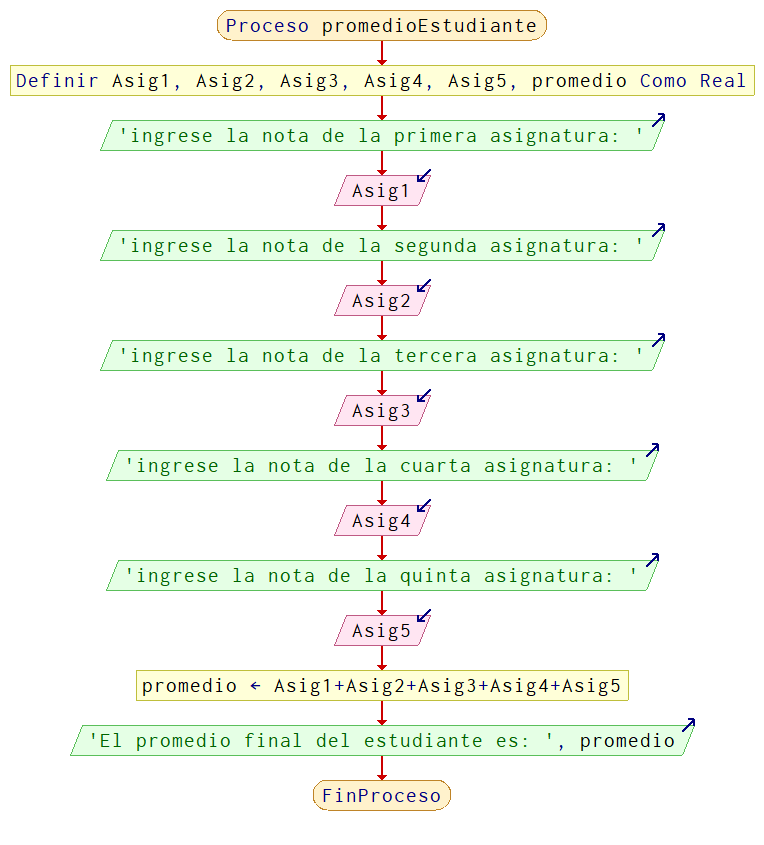 Proceso promedioEstudiante
Definir Asig1, Asig2, Asig3, Asig4, Asig5, promedio Como Real
'ingrese la nota de la primera asignatura: '
Asig1
'ingrese la nota de la segunda asignatura: '
Asig2
'ingrese la nota de la tercera asignatura: '
Asig3
'ingrese la nota de la cuarta asignatura: '
Asig4
'ingrese la nota de la quinta asignatura: '
Asig5
promedio ← Asig1+Asig2+Asig3+Asig4+Asig5
'El promedio final del estudiante es: ', promedio
FinProceso